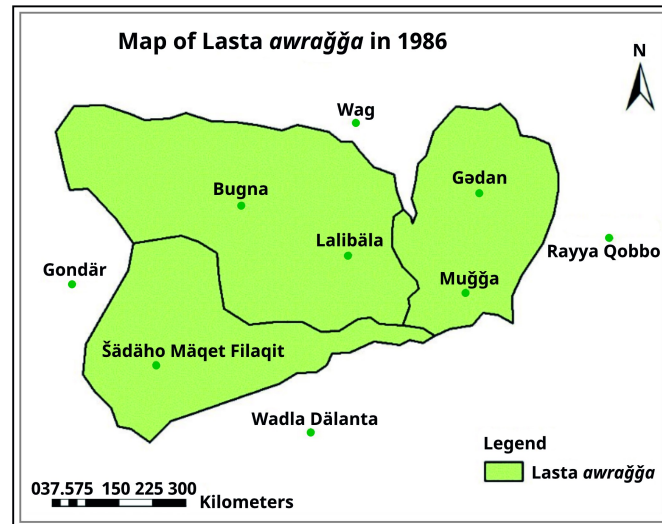 Map of Lasta awrağğa in 1986
N
Wag
Gədan
Bugna
Lalibäla
Rayya Qobbo
Gondär
Muğğa
Šädäho Mäqet Filaqit
Wadla Dälanta
Legend
Lasta awrağğa
037.575 150 225 300
Kilometers